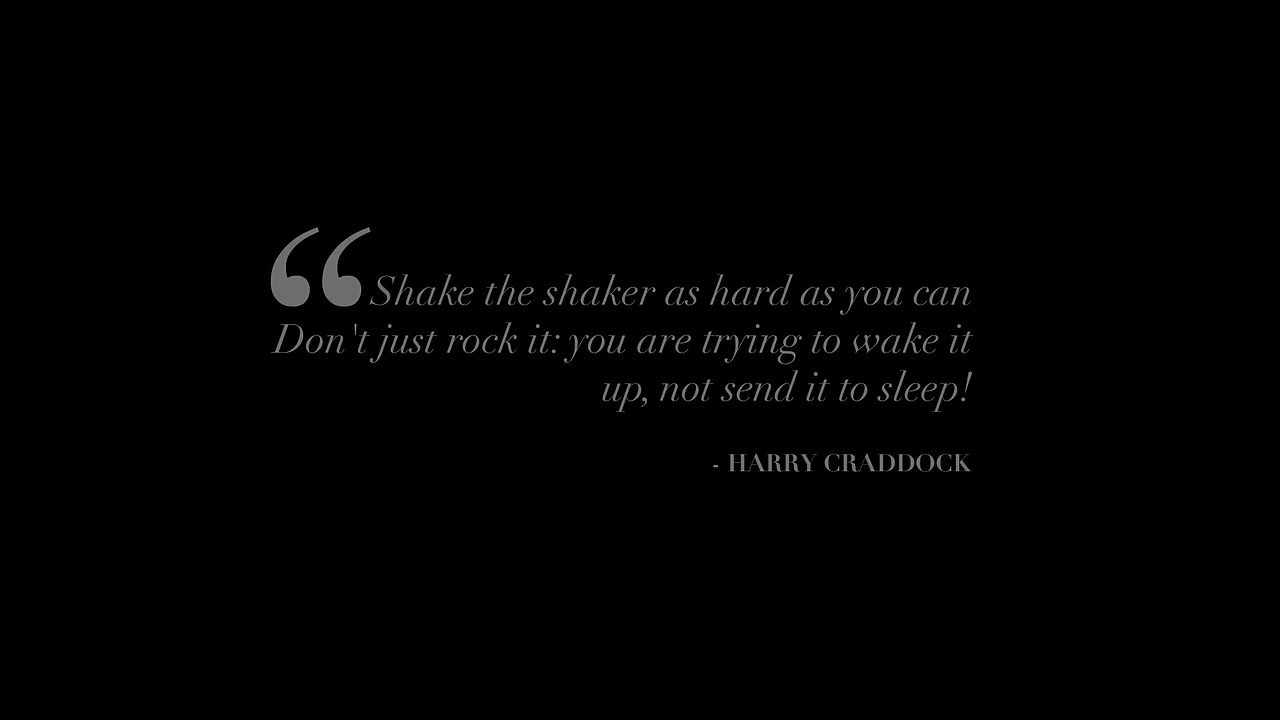 “Shake the shaker as hard as you can
Don't just rock it: you are trying to wake it
up, not send it to sleep!
- HARRY CRADDOCK